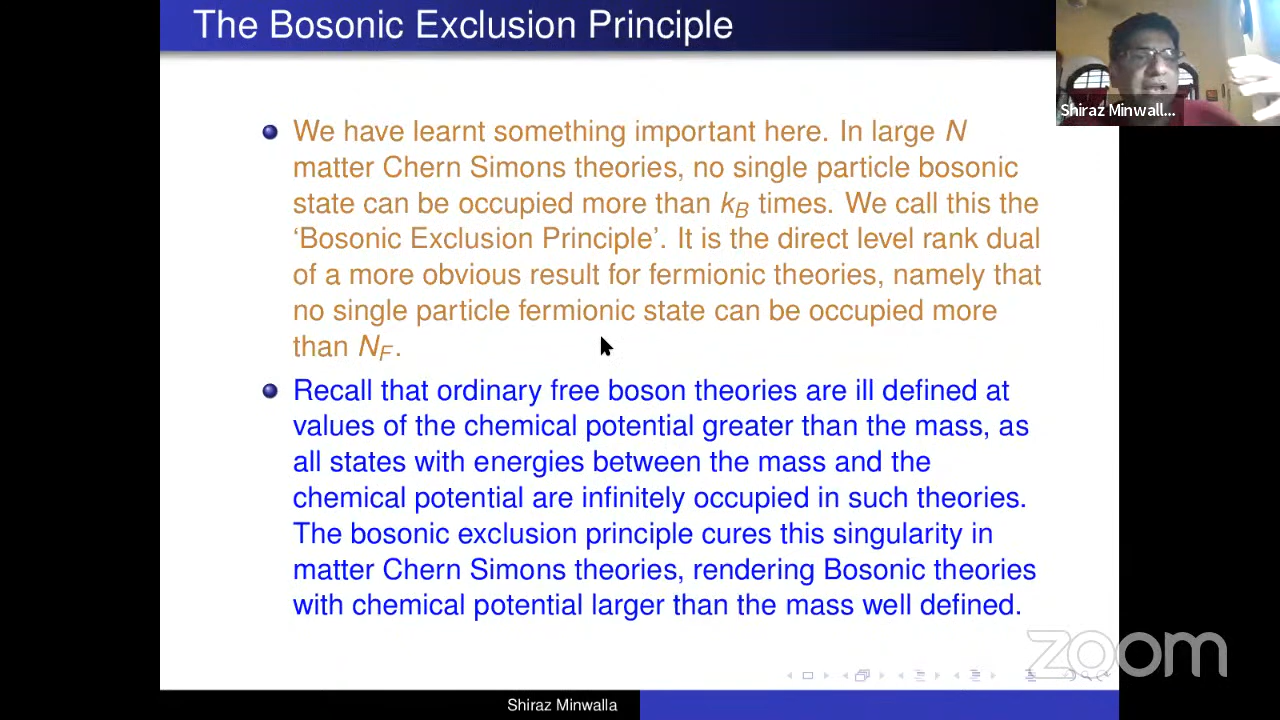 The Bosonic Exclusion Principle
Shiraz Minwall...
We have learnt something important here. In large N
matter Chern Simons theories, no single particle bosonic
state can be occupied more than k_B times. We call this the
‘Bosonic Exclusion Principle’. It is the direct level rank dual
of a more obvious result for fermionic theories, namely that
no single particle fermionic state can be occupied more
than N_F.
Recall that ordinary free boson theories are ill defined at
values of the chemical potential greater than the mass, as
all states with energies between the mass and the
chemical potential are infinitely occupied in such theories.
The bosonic exclusion principle cures this singularity in
matter Chern Simons theories, rendering Bosonic theories
with chemical potential larger than the mass well defined.
zoom
Shiraz Minwalla